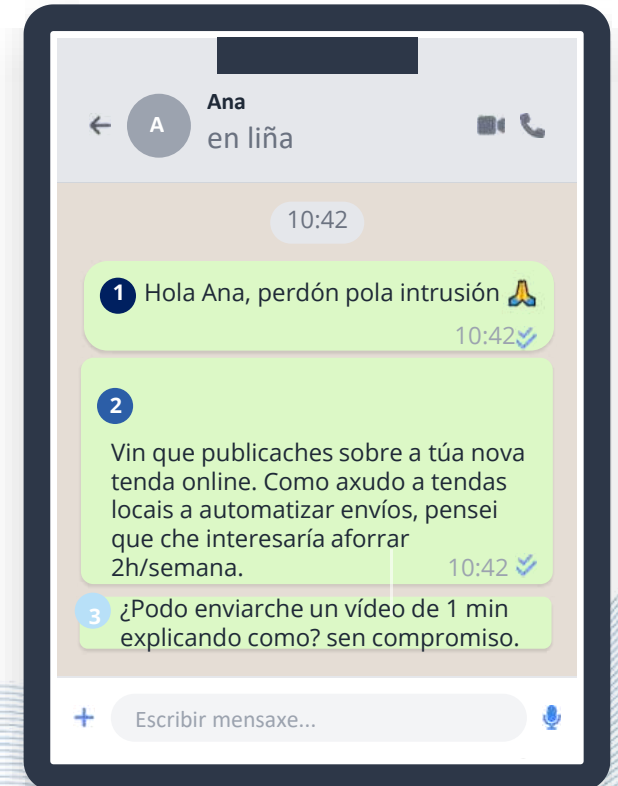 Ana
A
en liña
10:42
1 Hola Ana, perdón pola intrusión 🙏
10:42
2
Vin que publicaches sobre a túa nova
tenda online. Como axudo a tendas
locais a automatizar envíos, pensei
que che interesaría aforrar
2h/semana.
10:42
3 ¿Podo enviarche un vídeo de 1 min
explicando como? sen compromiso.
+
Escribir mensaxe...